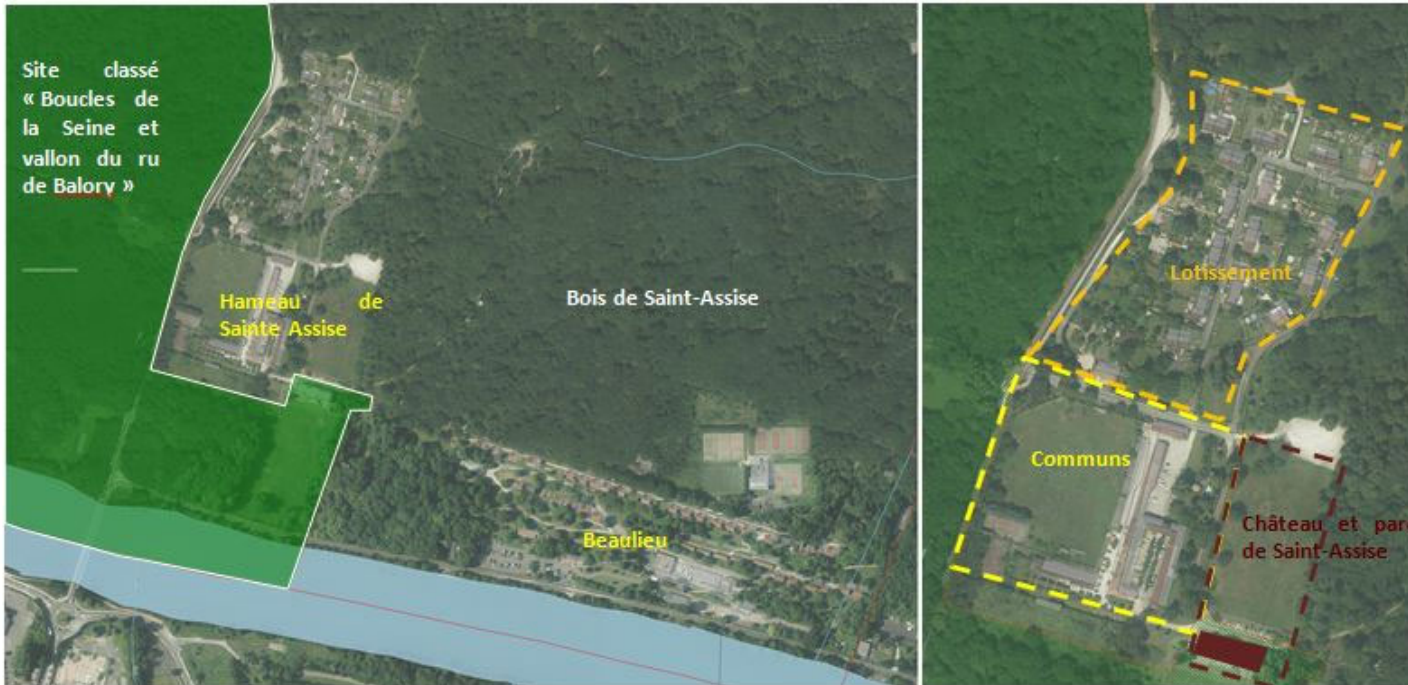 Site classé
« Boucles de
la Seine et
vallon du ru
de Balory »
Hameau de
Sainte Assise
Bois de Saint-Assise
Beaulieu
Lotissement
Communs
Château et parc
de Saint-Assise